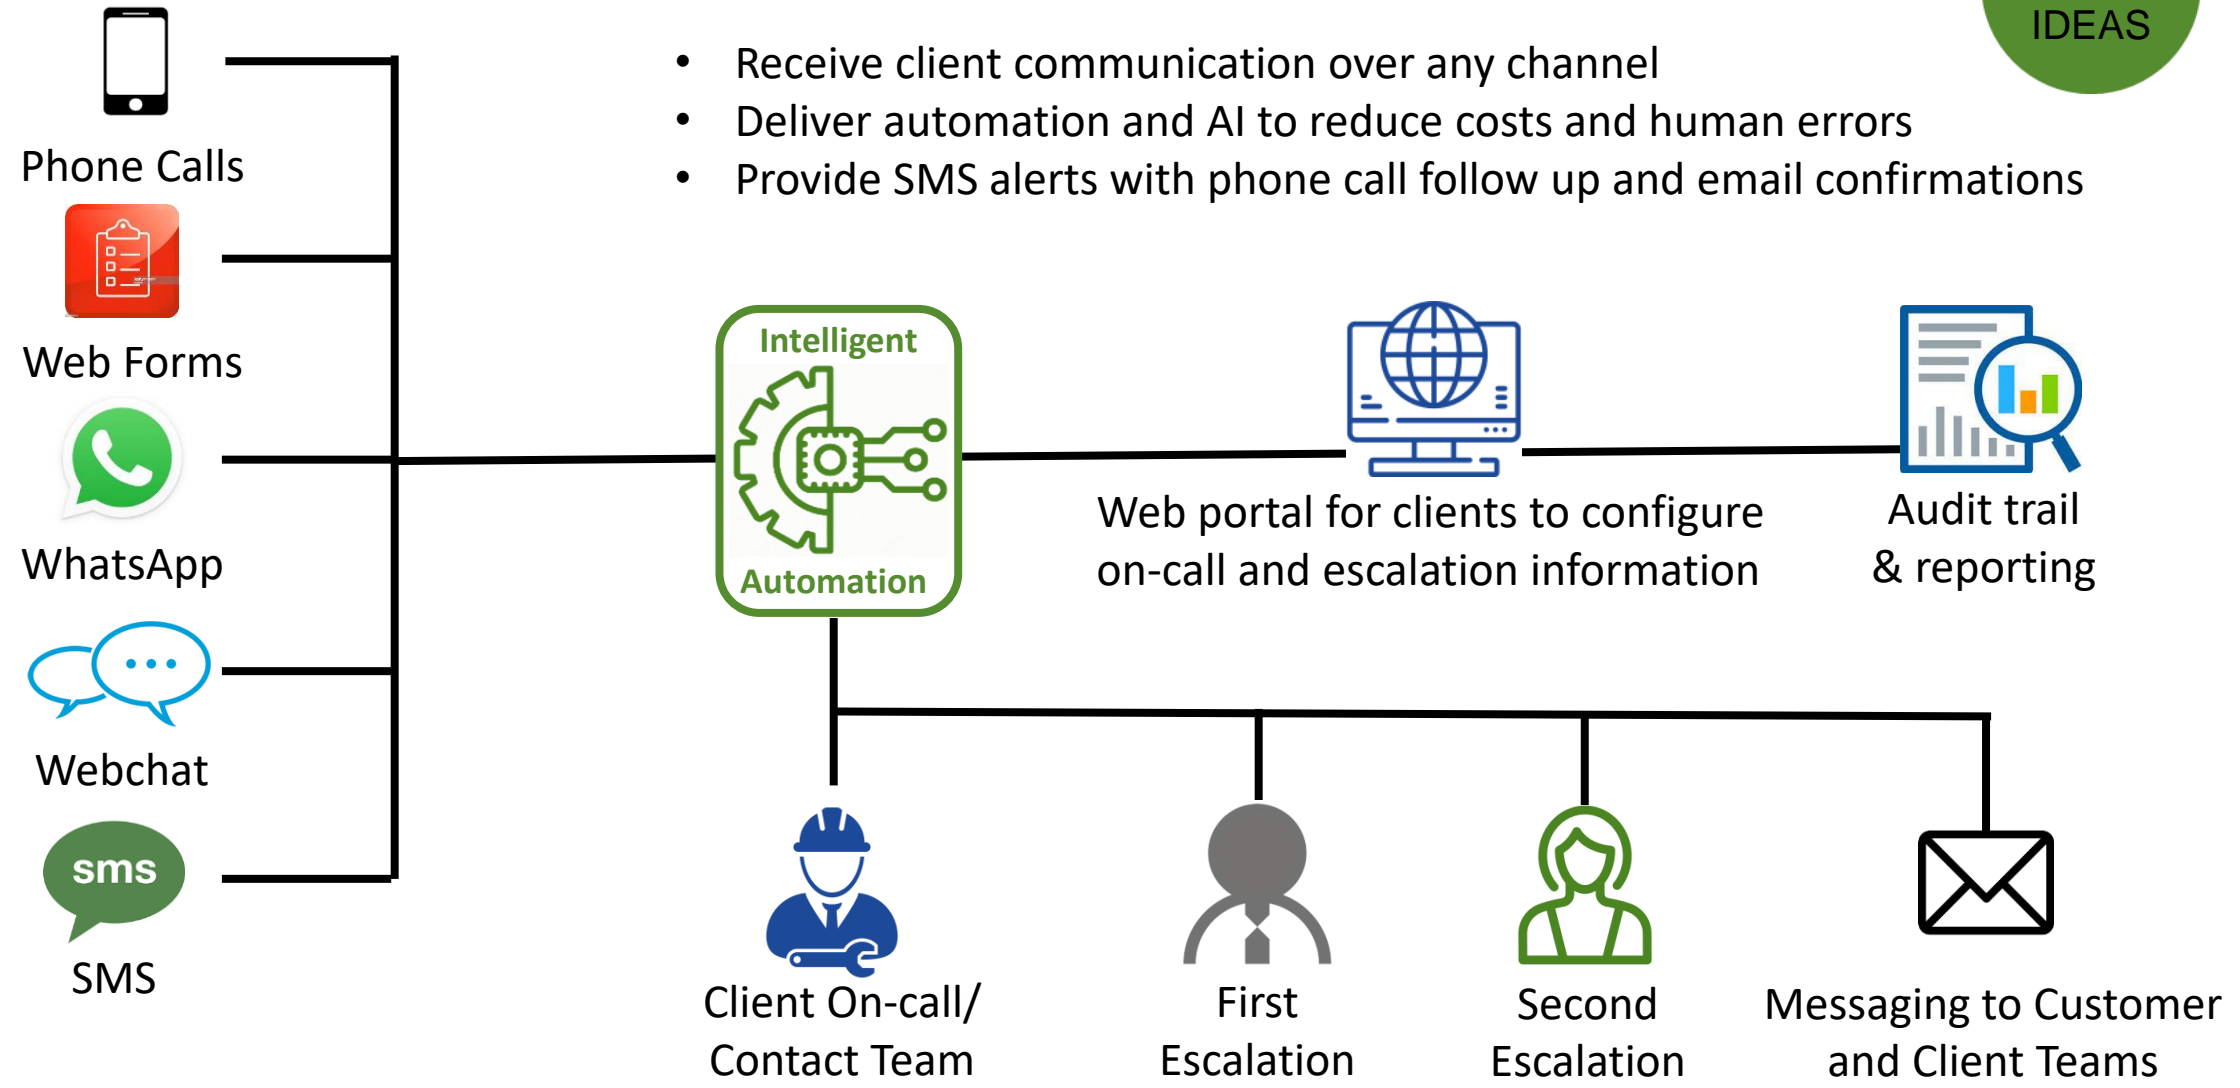 IDEAS
• Receive client communication over any channel
• Deliver automation and AI to reduce costs and human errors
• Provide SMS alerts with phone call follow up and email confirmations
Phone Calls
Web Forms
WhatsApp
Webchat
sms
SMS
Intelligent
Automation
Web portal for clients to configure
on-call and escalation information
Audit trail
& reporting
Client On-call/
Contact Team
First
Escalation
Second
Escalation
Messaging to Customer
and Client Teams